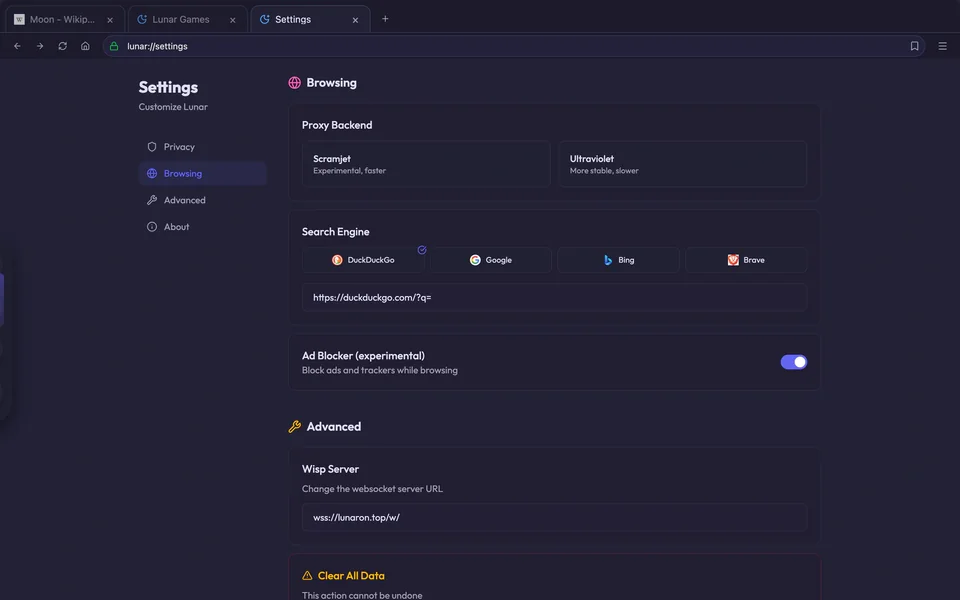 Moon - Wikip...
Lunar Games
Settings
lunar://settings
Settings
Customize Lunar
Privacy
Browsing
Advanced
About
Browsing
Proxy Backend
Scramjet
Experimental, faster
Ultraviolet
More stable, slower
Search Engine
DuckDuckGo
Google
Bing
Brave
https://duckduckgo.com/?q=
Ad Blocker (experimental)
Block ads and trackers while browsing
Advanced
Wisp Server
Change the websocket server URL
wss://lunaron.top/w/
Clear All Data
This action cannot be undone